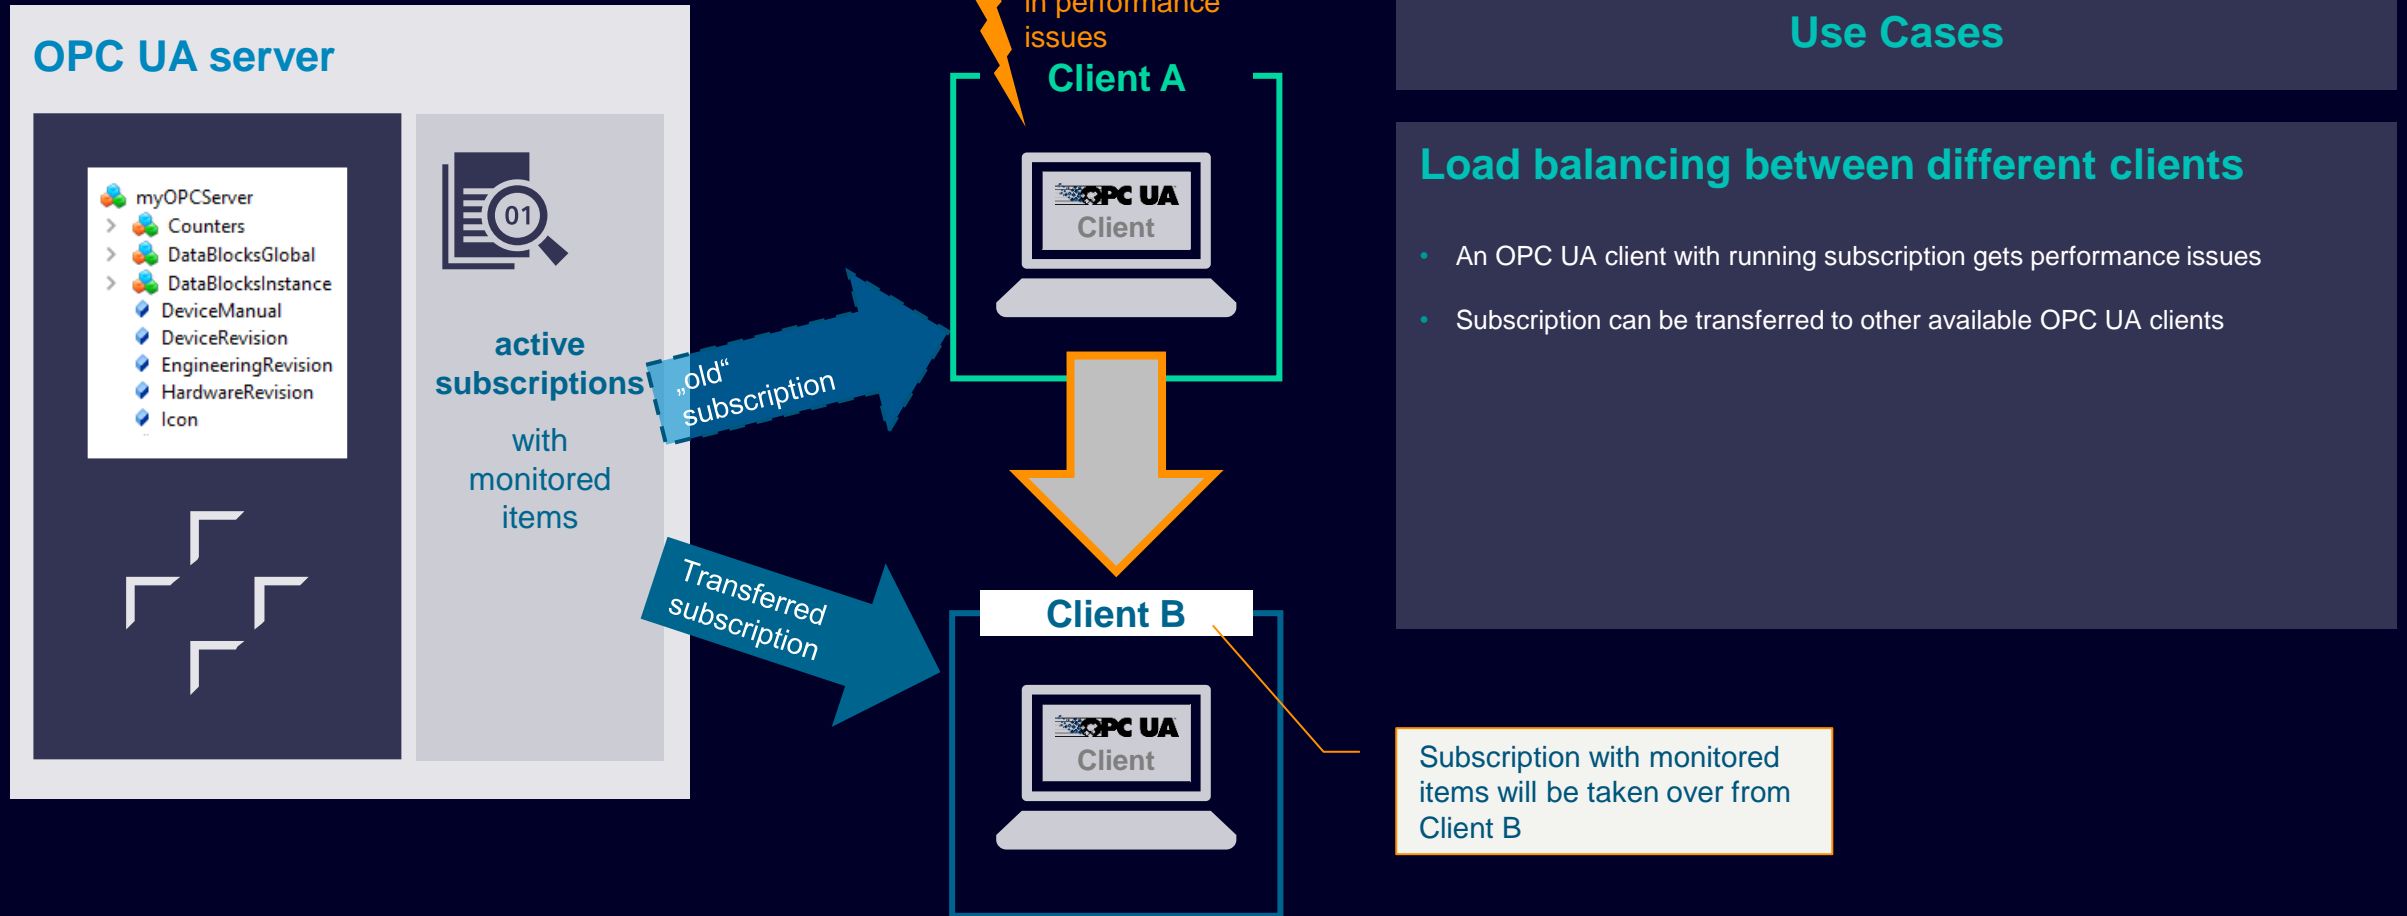 OPC UA server
myOPCServer
Counters
DataBlocksGlobal
DataBlocksInstance
DeviceManual
DeviceRevision
EngineeringRevision
HardwareRevision
Icon
01
active
subscriptions
with
monitored
items
„old“
subscription
Transferred
subscription
in performance
issues
Client A
OPC UA
Client
Client B
OPC UA
Client
Use Cases
Load balancing between different clients
• An OPC UA client with running subscription gets performance issues
• Subscription can be transferred to other available OPC UA clients
Subscription with monitored
items will be taken over from
Client B